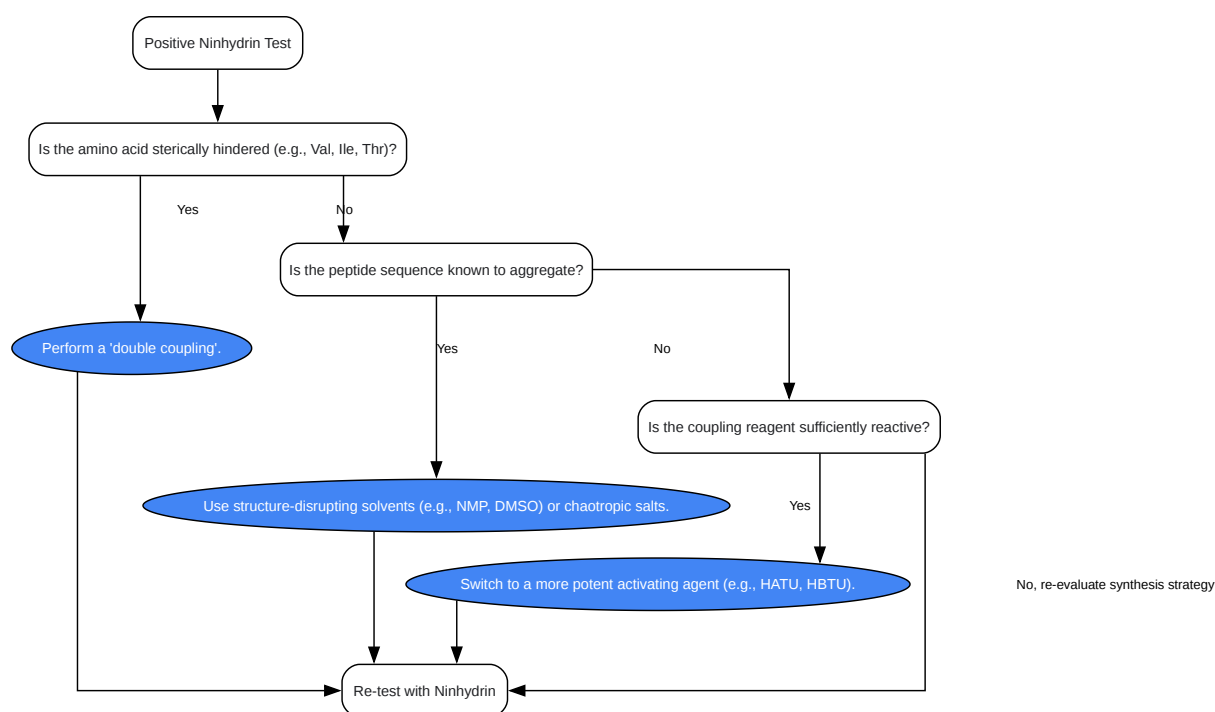 Positive Ninhydrin Test
Is the amino acid sterically hindered (e.g., Val, Ile, Thr)?
Yes
No
Is the peptide sequence known to aggregate?
Perform a 'double coupling'.
Yes
No
Is the coupling reagent sufficiently reactive?
Use structure-disrupting solvents (e.g., NMP, DMSO) or chaotropic salts.
Yes
Switch to a more potent activating agent (e.g., HATU, HBTU).
No, re-evaluate synthesis strategy
Re-test with Ninhydrin